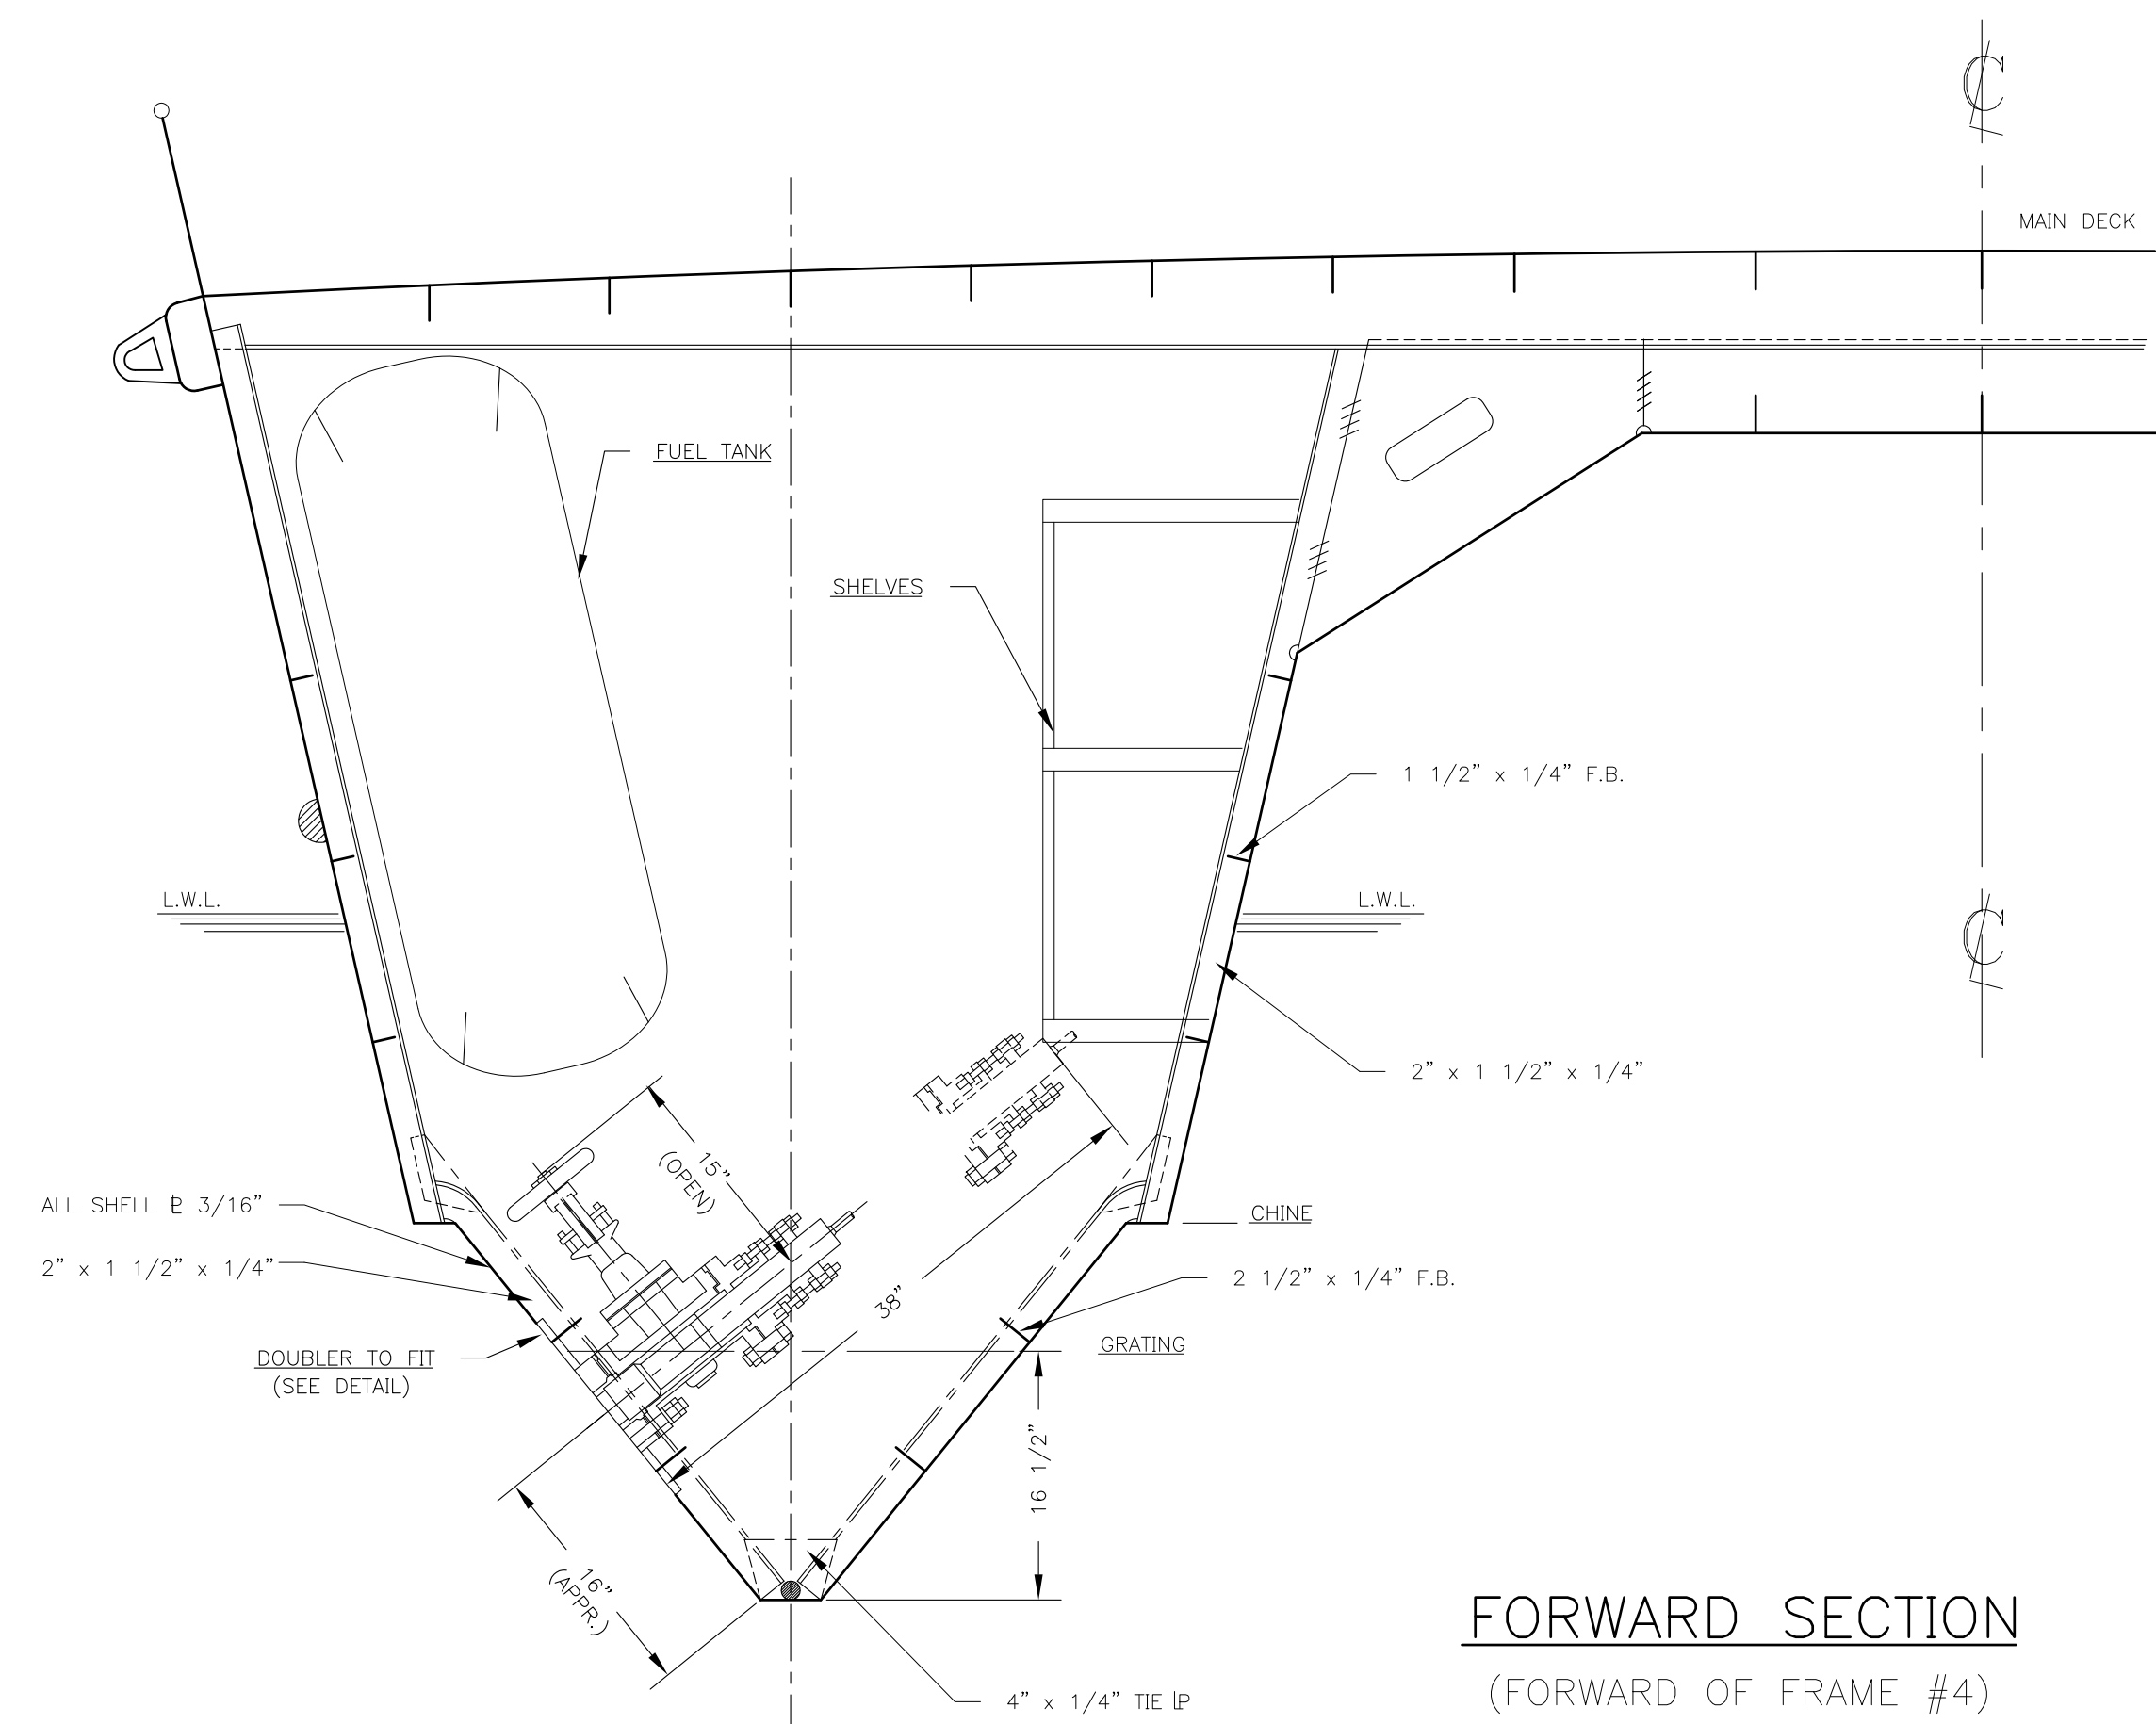 ℄
MAIN DECK
FUEL TANK
SHELVES
1 1/2” x 1/4” F.B.
L.W.L.
L.W.L.
℄
2” x 1 1/2” x 1/4”
15”
(OPEN)
ALL SHELL ℙ 3/16”
CHINE
2” x 1 1/2” x 1/4”
2 1/2” x 1/4” F.B.
38”
DOUBLER TO FIT
(SEE DETAIL)
GRATING
16 1/2”
16”
(APPR.)
FORWARD SECTION
(FORWARD OF FRAME #4)
4” x 1/4” TIE ℙ